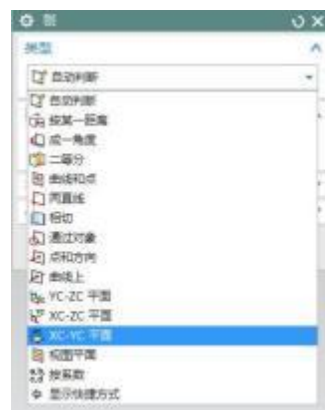 类型
自动判断
自动判断
按某一距离
成一角度
二等分
曲线和点
两直线
相切
通过对象
点和方向
曲线上
YC-ZC 平面
XC-ZC 平面
XC-YC 平面
视图平面
按系数
显示快捷方式